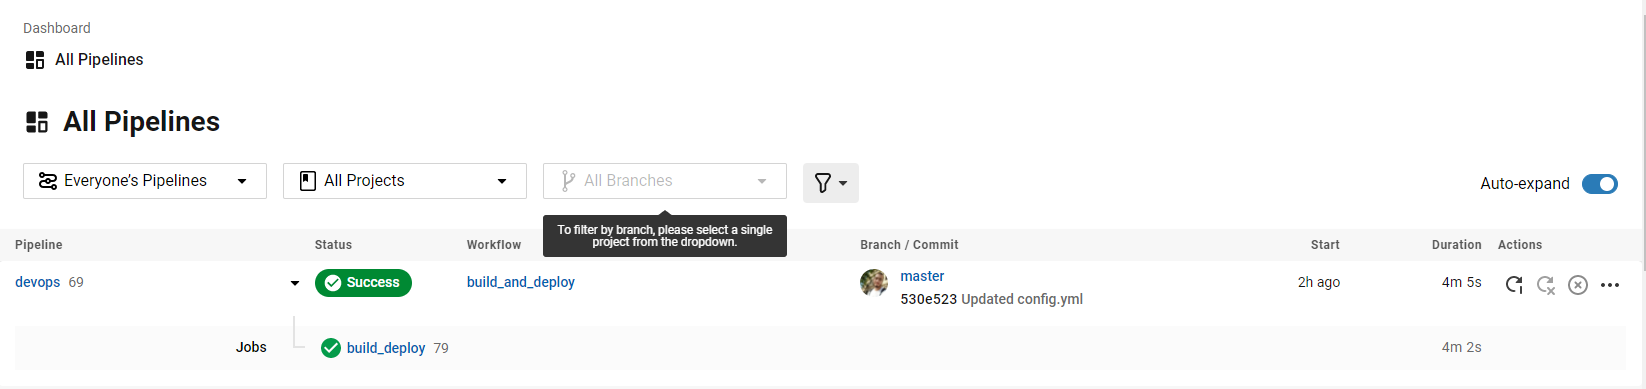 Dashboard
All Pipelines
All Pipelines
Everyone’s Pipelines
All Projects
All Branches
Auto-expand
To filter by branch, please select a single
project from the dropdown.
Pipeline
Status
Workflow
Branch / Commit
Start
Duration
Actions
devops 69
Success
build_and_deploy
master
530e523 Updated config.yml
2h ago
4m 5s
Jobs
build_deploy 79
4m 2s